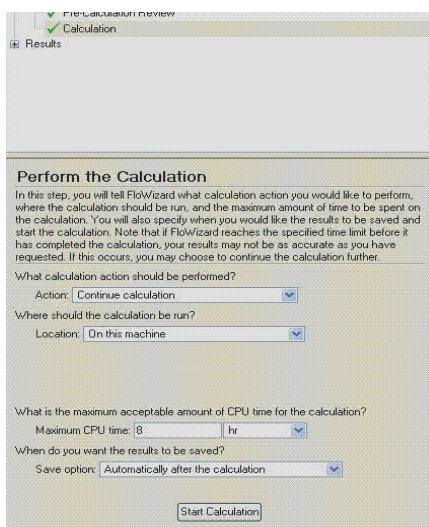 Pre-Calculation Review
Calculation
Results
Perform the Calculation
In this step, you will tell FloWizard what calculation action you would like to perform,
where the calculation should be run, and the maximum amount of time to be spent on
the calculation. You will also specify when you would like the results to be saved and
start the calculation. Note that if FloWizard reaches the specified time limit before it
has completed the calculation, your results may not be as accurate as you have
requested. If this occurs, you may choose to continue the calculation further.
What calculation action should be performed?
Action: Continue calculation
Where should the calculation be run?
Location: On this machine
What is the maximum acceptable amount of CPU time for the calculation?
Maximum CPU time: 8 hr
When do you want the results to be saved?
Save option: Automatically after the calculation
Start Calculation